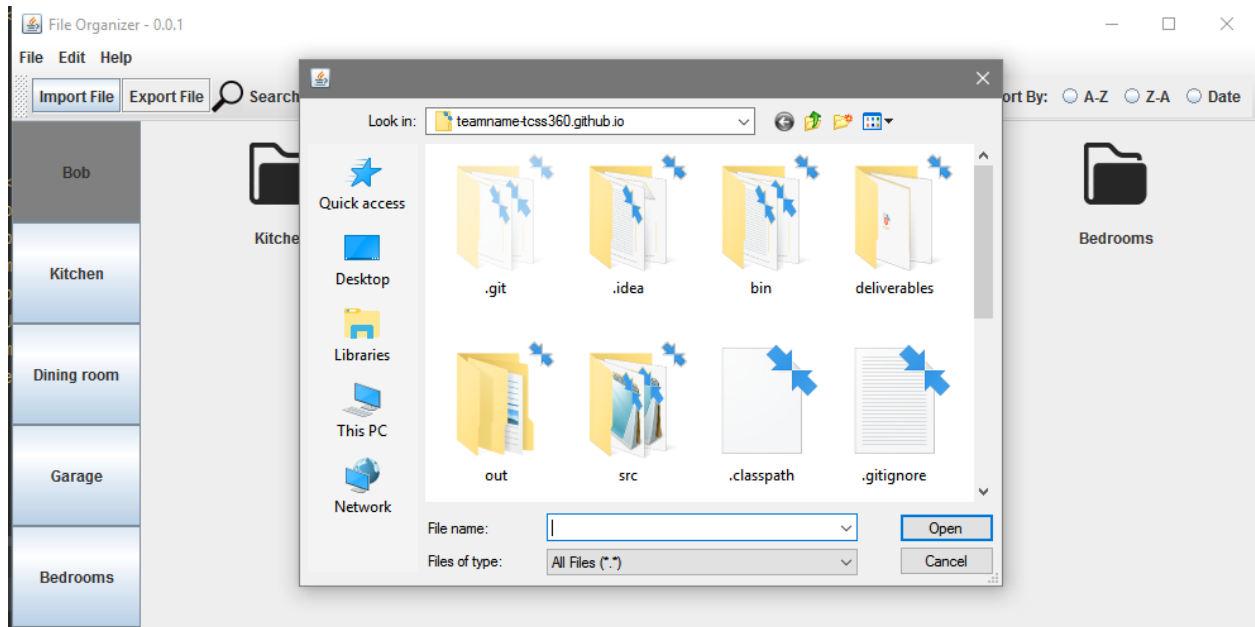 File Organizer - 0.0.1
File Edit Help
Import File Export File Search
ort By: A-Z Z-A Date
Bob
Kitchen
Dining room
Garage
Bedrooms
Kitche
Bedrooms
Look in: teamname-tcss360.github.io
Quick access
Desktop
Libraries
This PC
Network
.git .idea bin deliverables
out src .classpath .gitignore
File name: Open
Files of type: All Files (*.*) Cancel